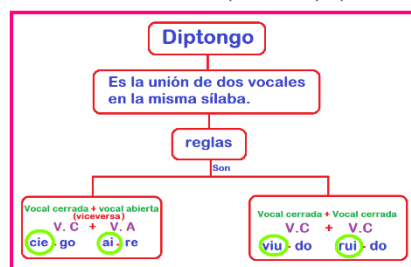 Diptongo
Es la unión de dos vocales
en la misma sílaba.
reglas
Son
Vocal cerrada + vocal abierta
(viceversa)
V. C + V. A
cie - go ai - re
Vocal cerrada + Vocal cerrada
V.C + V.C
viu - do rui - do